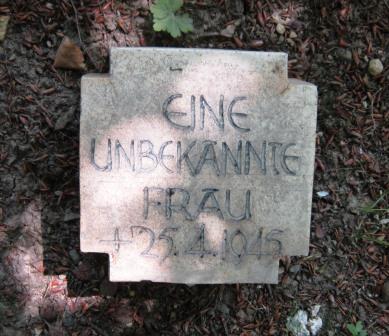 EINE
UNBEKANNTE
FRAU
+ 25.4.1945